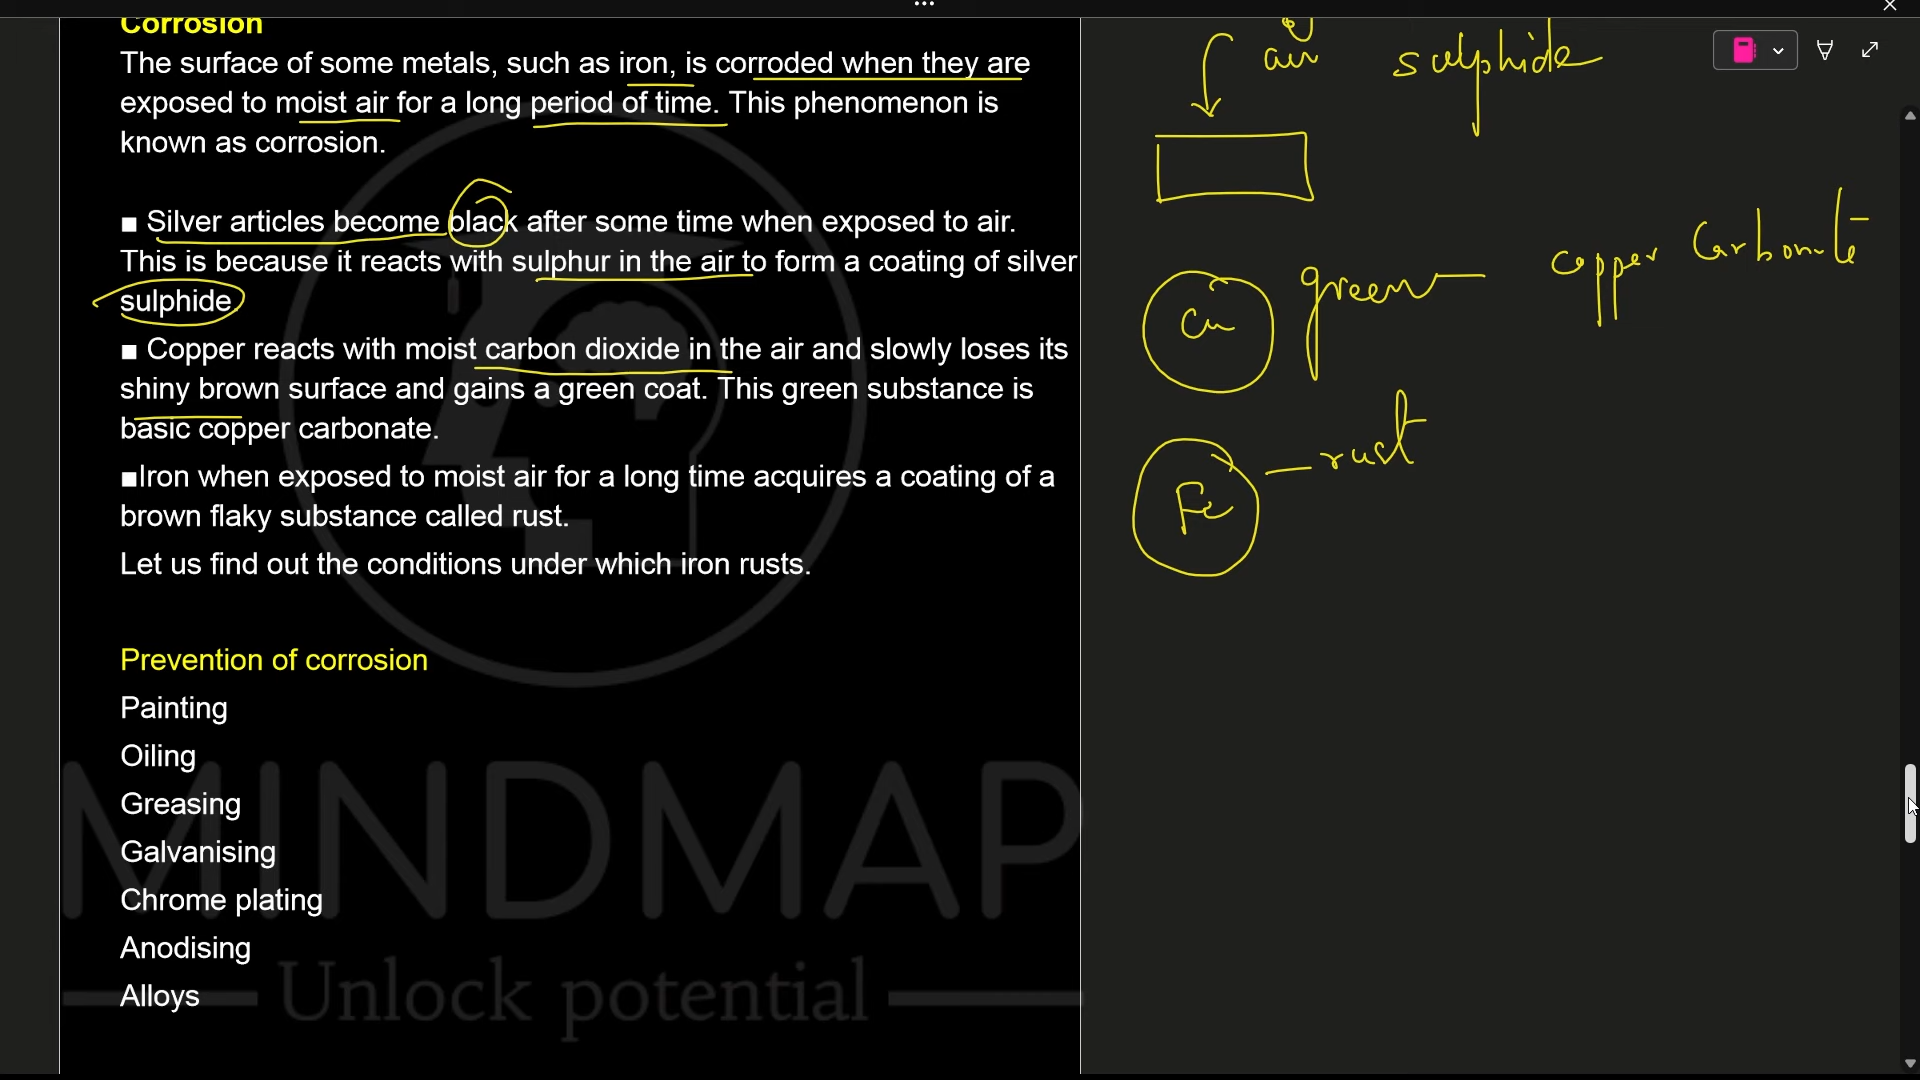 Corrosion
The surface of some metals, such as iron, is corroded when they are
exposed to moist air for a long period of time. This phenomenon is
known as corrosion.
■ Silver articles become black after some time when exposed to air.
This is because it reacts with sulphur in the air to form a coating of silver
sulphide.
■ Copper reacts with moist carbon dioxide in the air and slowly loses its
shiny brown surface and gains a green coat. This green substance is
basic copper carbonate.
■Iron when exposed to moist air for a long time acquires a coating of a
brown flaky substance called rust.
Let us find out the conditions under which iron rusts.
Prevention of corrosion
Painting
Oiling
Greasing
Galvanising
Chrome plating
Anodising
Alloys
MINDMAP
Unlock potential
air sulphide
Cu green — copper Carbonate
Fe — rust